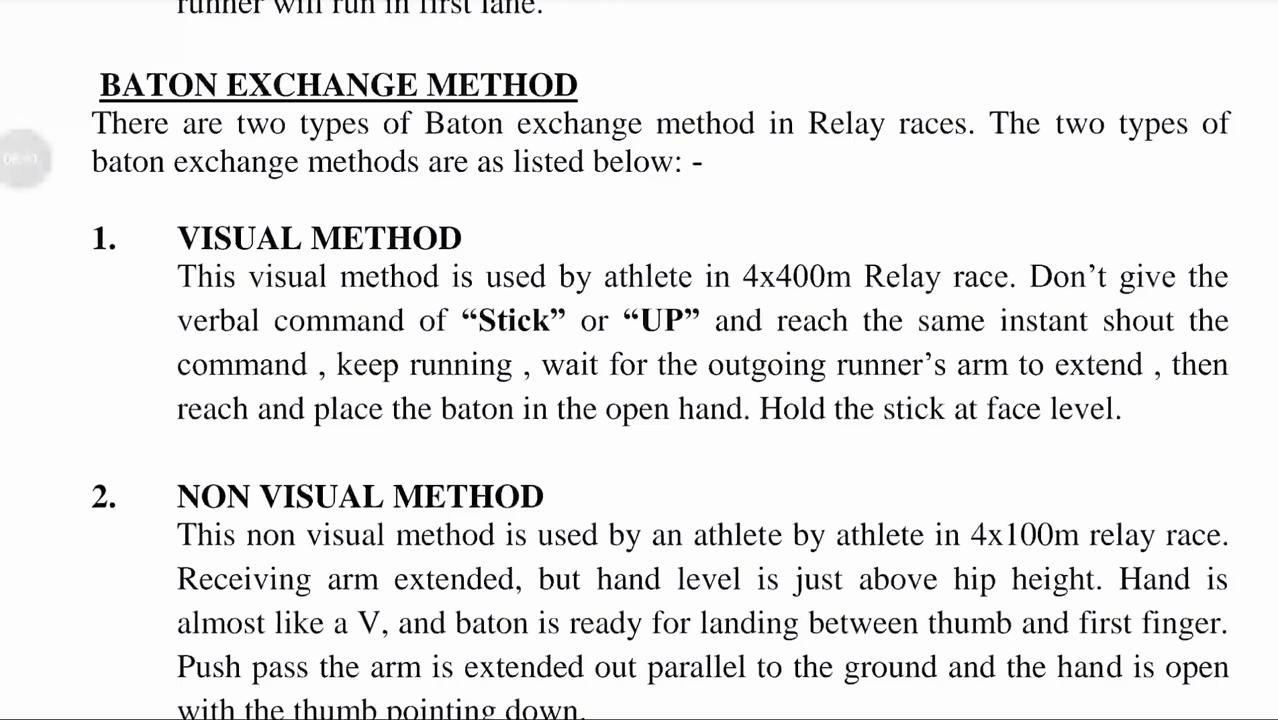 runner will run in first lane.
BATON EXCHANGE METHOD
There are two types of Baton exchange method in Relay races. The two types of
baton exchange methods are as listed below: -
1. VISUAL METHOD
This visual method is used by athlete in 4x400m Relay race. Don’t give the
verbal command of “Stick” or “UP” and reach the same instant shout the
command , keep running , wait for the outgoing runner’s arm to extend , then
reach and place the baton in the open hand. Hold the stick at face level.
2. NON VISUAL METHOD
This non visual method is used by an athlete by athlete in 4x100m relay race.
Receiving arm extended, but hand level is just above hip height. Hand is
almost like a V, and baton is ready for landing between thumb and first finger.
Push pass the arm is extended out parallel to the ground and the hand is open
with the thumb pointing down.